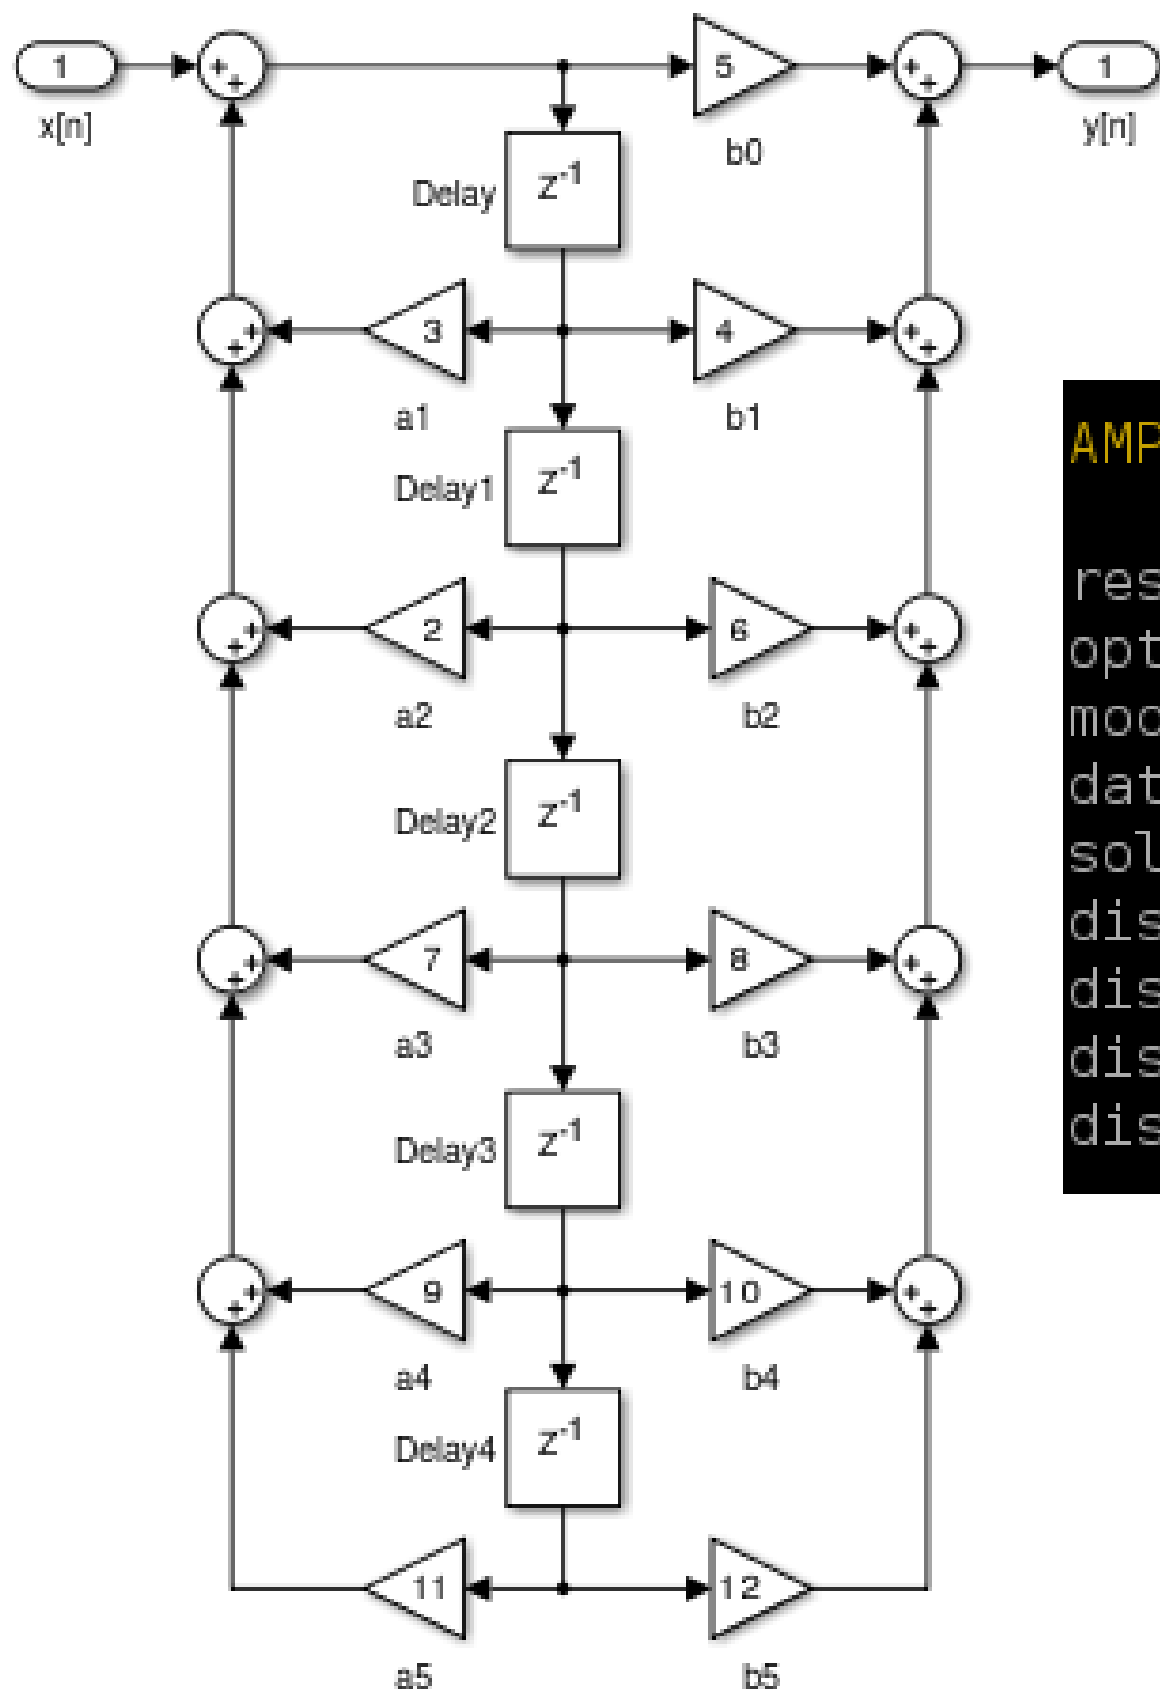 1
x[n]
5
b0
1
y[n]
Delay
z-1
3
a1
4
b1
Delay1
z-1
2
a2
6
b2
Delay2
z-1
7
a3
8
b3
Delay3
z-1
9
a4
10
b4
Delay4
z-1
11
a5
12
b5
AMP
res
opt
dat
sol
dis
dis
dis
dis